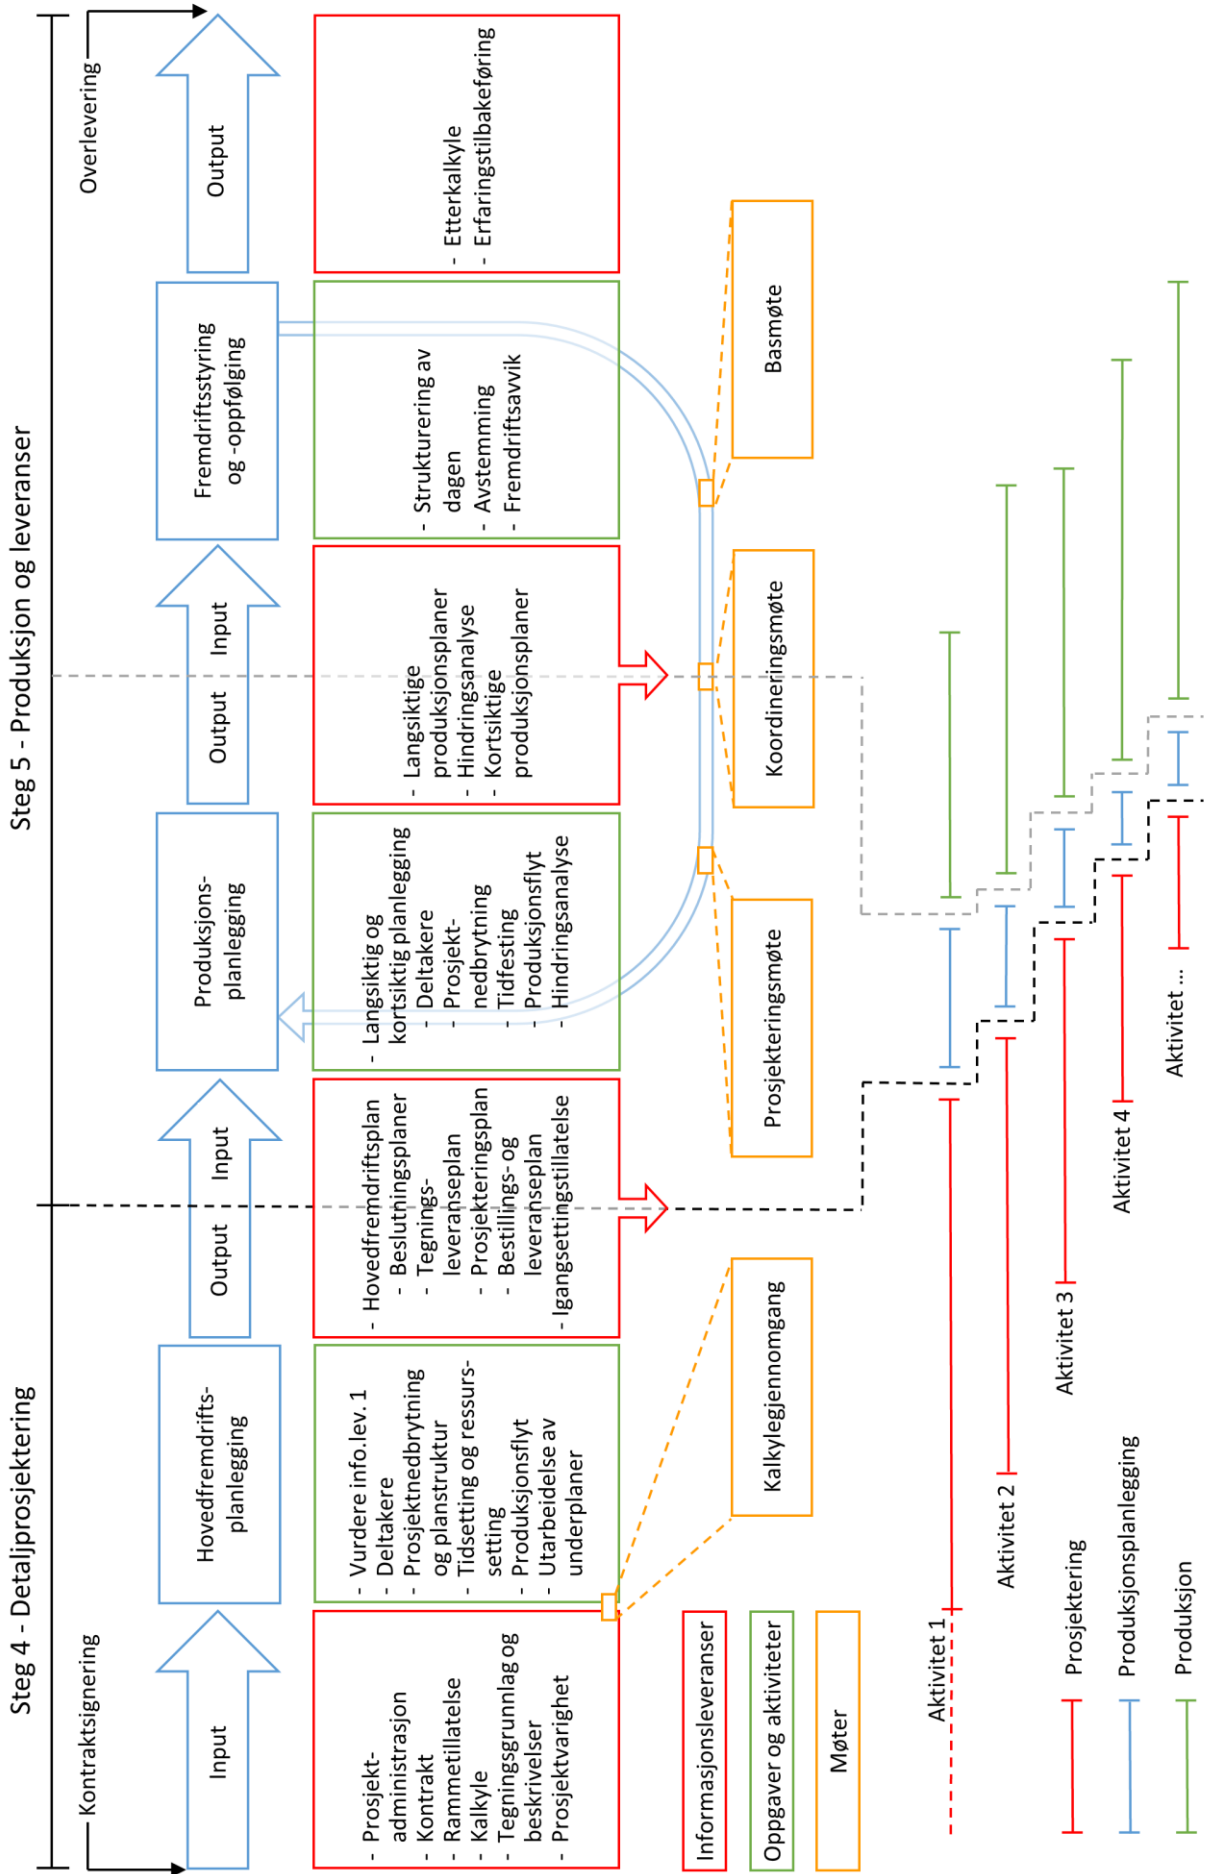 Steg 4 - Detaljprosjektering
Steg 5 - Produksjon og leveranser
Kontraktsignering
Overlevering
Input
Hovedfremdrifts-
planlegging
Output
Input
Produksjons-
planlegging
Output
Input
Fremdriftsstyring
og -oppfølging
Output
- Prosjekt-
administrasjon
- Kontrakt
- Rammetillatelse
- Kalkyle
- Tegningsgrunnlag og
beskrivelser
- Prosjektvarighet
- Vurdere info.lev. 1
- Deltakere
- Prosjektnedbrytning
og planstruktur
- Tidsetting og ressurs-
setting
- Produksjonsflyt
- Utarbeidelse av
underplaner
- Hovedfremdriftsplan
- Beslutningsplaner
- Tegnings-
leveranseplan
- Prosjekteringsplan
- Bestillings- og
leveranseplan
- Igangsettingstillatelse
- Langsiktig og
kortsiktig planlegging
- Deltakere
- Prosjekt-
nedbrytning
- Tidfesting
- Produksjonsflyt
- Hindringsanalyse
- Langsiktige
produksjonsplaner
- Hindringsanalyse
- Kortsiktige
produksjonsplaner
- Strukturering av
dagen
- Avstemming
- Fremdriftsavvik
- Etterkalkyle
- Erfaringstilbakeføring
Kalkylegjennomgang
Prosjekteringsmøte
Koordineringsmøte
Basmøte
Informasjonsleveranser
Oppgaver og aktiviteter
Møter
Aktivitet 1
Aktivitet 2
Aktivitet 3
Aktivitet 4
Aktivitet ...
Prosjektering
Produksjonsplanlegging
Produksjon